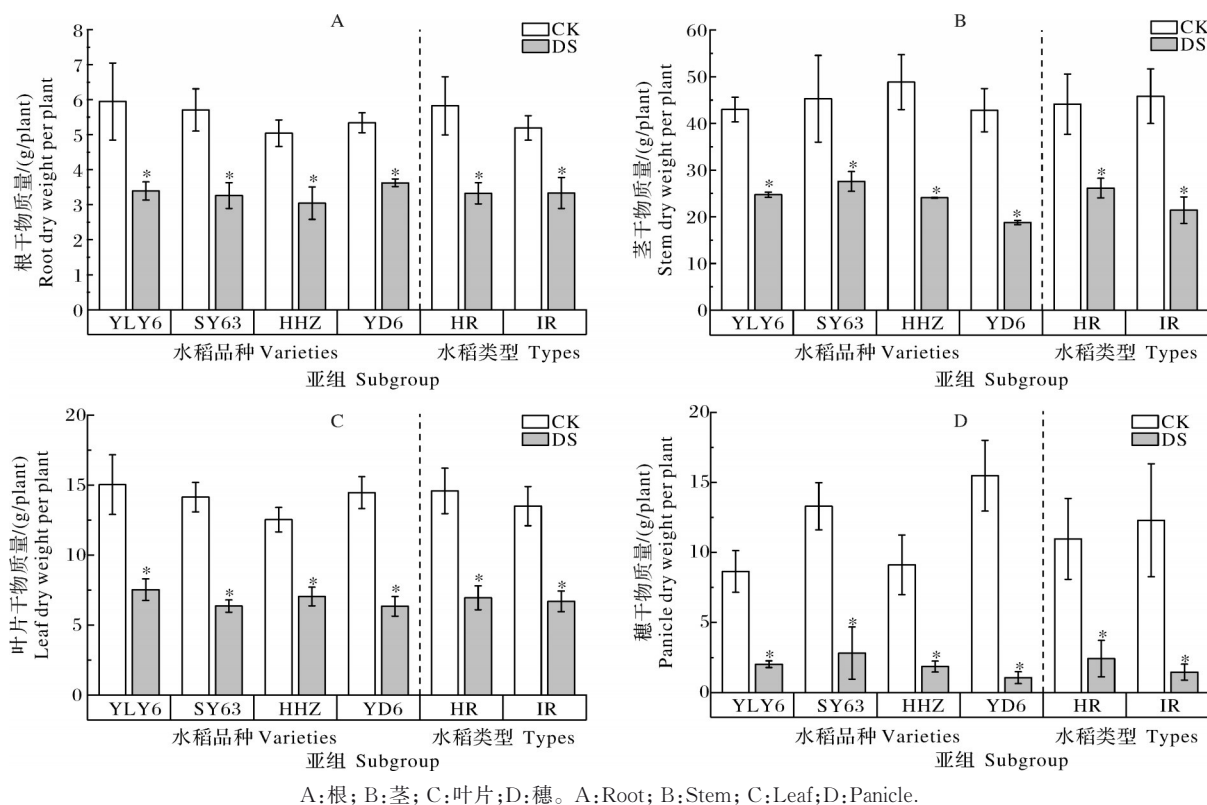 A
CK
DS
根干物质量/(g/plant)
Root dry weight per plant
8
7
6
5
4
3
2
1
0
* * * * * *
YLY6 SY63 HHZ YD6 HR IR
水稻品种 Varieties 水稻类型 Types
亚组 Subgroup
B
CK
DS
茎干物质量/(g/plant)
Stem dry weight per plant
60
50
40
30
20
10
0
* * * * * *
YLY6 SY63 HHZ YD6 HR IR
水稻品种 Varieties 水稻类型 Types
亚组 Subgroup
C
CK
DS
叶片干物质量/(g/plant)
Leaf dry weight per plant
20
15
10
5
0
* * * * * *
YLY6 SY63 HHZ YD6 HR IR
水稻品种 Varieties 水稻类型 Types
亚组 Subgroup
D
CK
DS
穗干物质量/(g/plant)
Panicle dry weight per plant
20
15
10
5
0
* * * * * *
YLY6 SY63 HHZ YD6 HR IR
水稻品种 Varieties 水稻类型 Types
亚组 Subgroup
A:根; B:茎; C:叶片;D:穗。A:Root; B:Stem; C:Leaf;D:Panicle.